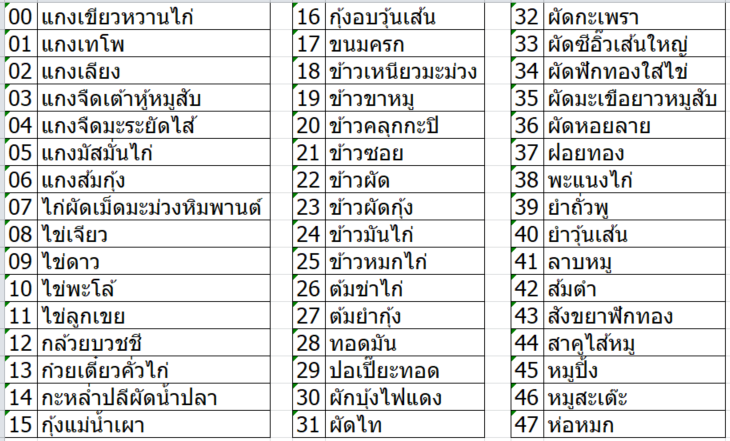 00 แกงเขียวหวานไก่
01 แกงเทโพ
02 แกงเลียง
03 แกงจืดเต้าหู้หมูสับ
04 แกงจืดมะระยัดไส้
05 แกงมัสมั่นไก่
06 แกงส้มกุ้ง
07 ไก่ผัดเม็ดมะม่วงหิมพานต์
08 ไข่เจียว
09 ไข่ดาว
10 ไข่พะโล้
11 ไข่ลูกเขย
12 กล้วยบวชชี
13 ก๋วยเตี๋ยวคั่วไก่
14 กะหล่ำปลีผัดน้ำปลา
15 กุ้งแม่น้ำเผา
16 กุ้งอบวุ้นเส้น
17 ขนมครก
18 ข้าวเหนียวมะม่วง
19 ข้าวขาหมู
20 ข้าวคลุกกะปิ
21 ข้าวซอย
22 ข้าวผัด
23 ข้าวผัดกุ้ง
24 ข้าวมันไก่
25 ข้าวหมกไก่
26 ต้มข่าไก่
27 ต้มยำกุ้ง
28 ทอดมัน
29 ปอเปี๊ยะทอด
30 ผักบุ้งไฟแดง
31 ผัดไท
32 ผัดกะเพรา
33 ผัดซีอิ๊วเส้นใหญ่
34 ผัดฟักทองใส่ไข่
35 ผัดมะเขือยาวหมูสับ
36 ผัดหอยลาย
37 ฝอยทอง
38 พะแนงไก่
39 ยำถั่วพู
40 ยำวุ้นเส้น
41 ลาบหมู
42 ส้มตำ
43 สังขยาฟักทอง
44 สาคูไส้หมู
45 หมูปิ้ง
46 หมูสะเต๊ะ
47 ห่อหมก